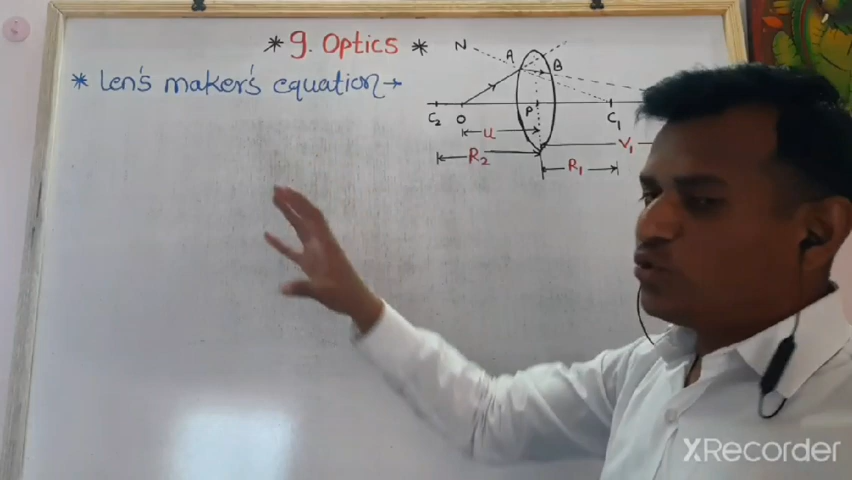 * 9. Optics *
* Len's maker's equation →
N
A
B
C₂ O P C₁
u
V₁
R₂
R₁
XRecorder